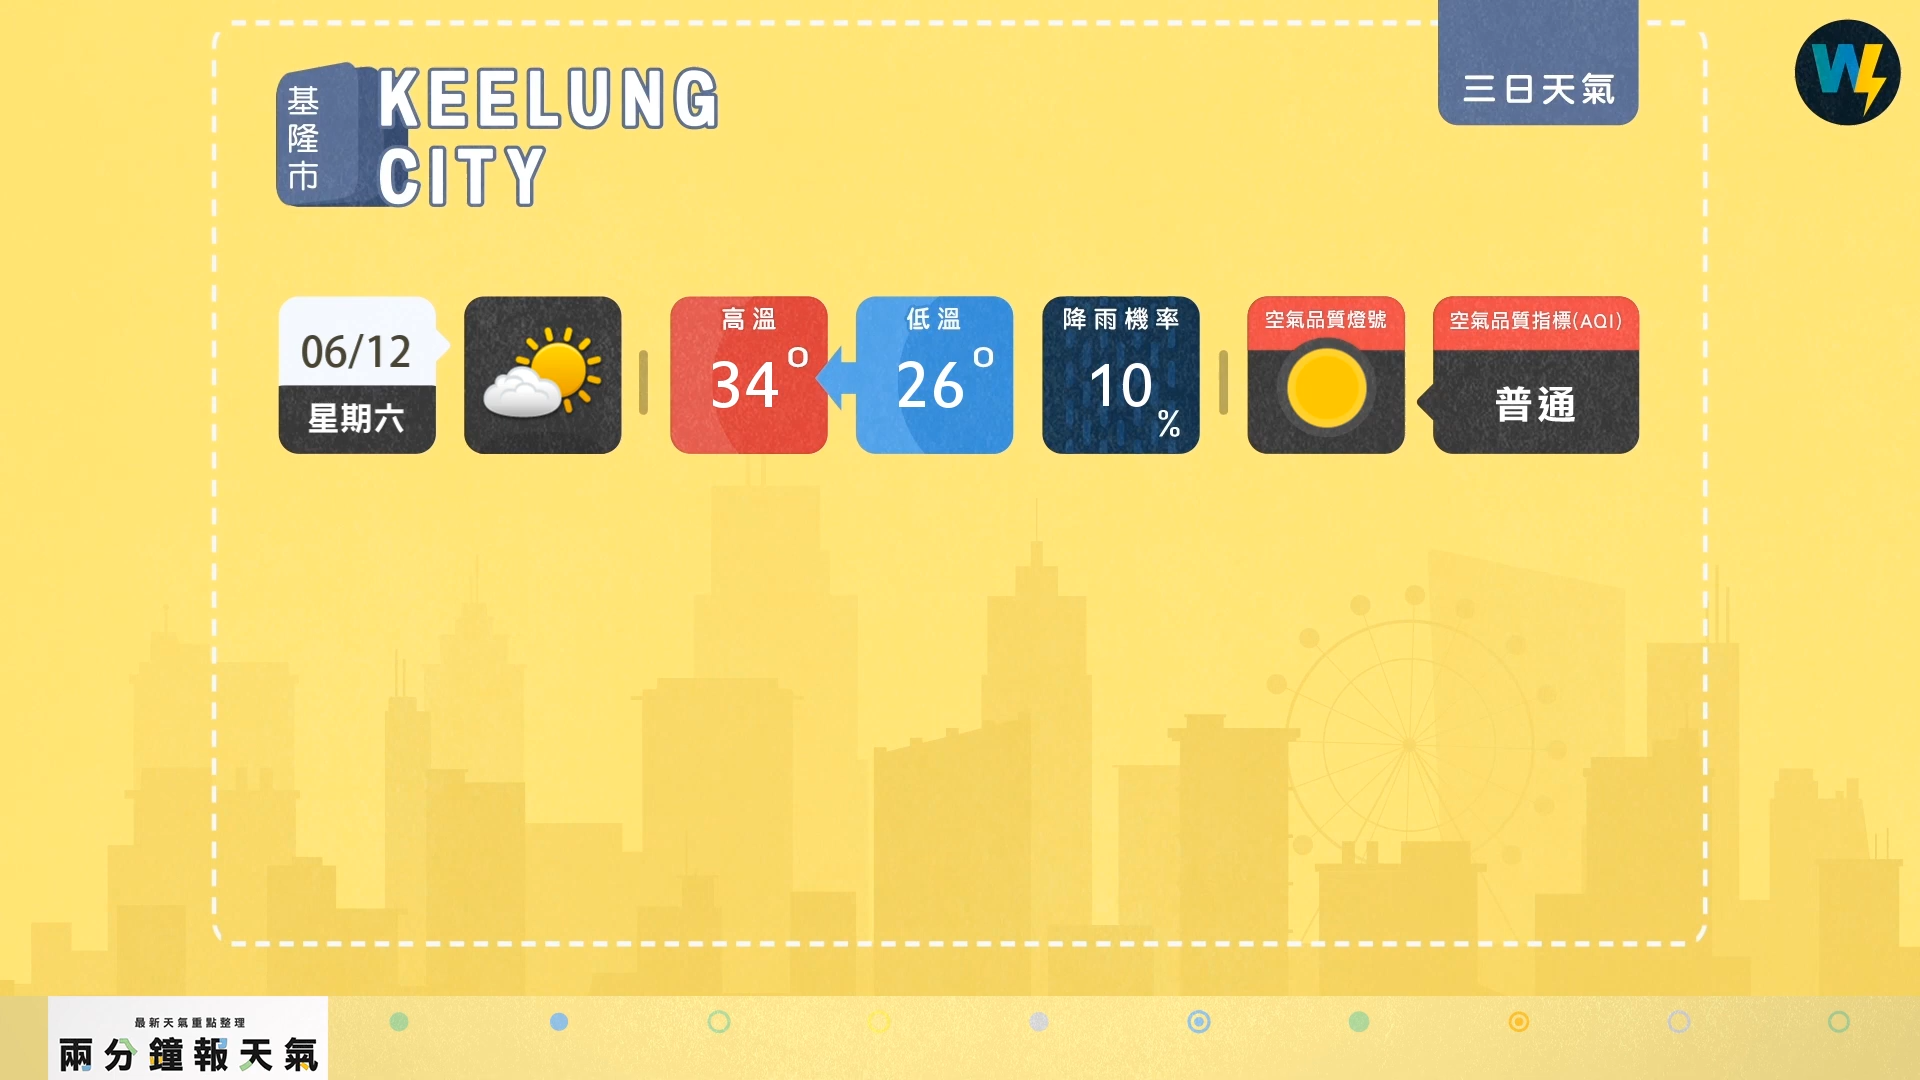 基隆市
KEELUNG
CITY
三日天氣
W
06/12
星期六
高溫
34°
低溫
26°
降雨機率
10%
空氣品質燈號
空氣品質指標(AQI)
普通
最新天氣重點整理
兩分鐘報天氣